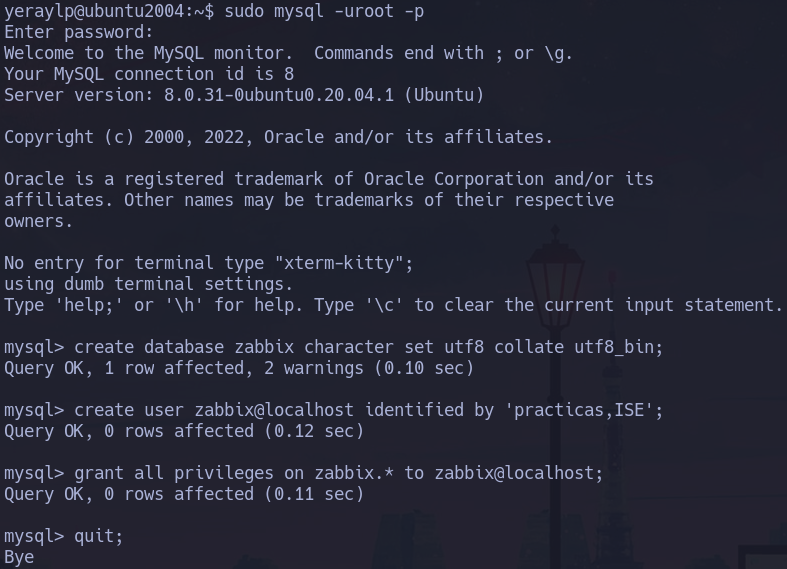 yeraylp@ubuntu2004:~$ sudo mysql -uroot -p
Enter password:
Welcome to the MySQL monitor.  Commands end with ; or \g.
Your MySQL connection id is 8
Server version: 8.0.31-0ubuntu0.20.04.1 (Ubuntu)
Copyright (c) 2000, 2022, Oracle and/or its affiliates.
Oracle is a registered trademark of Oracle Corporation and/or its
affiliates. Other names may be trademarks of their respective
owners.
No entry for terminal type "xterm-kitty";
using dumb terminal settings.
Type 'help;' or '\h' for help. Type '\c' to clear the current input statement.
mysql> create database zabbix character set utf8 collate utf8_bin;
Query OK, 1 row affected, 2 warnings (0.10 sec)
mysql> create user zabbix@localhost identified by 'practicas,ISE';
Query OK, 0 rows affected (0.12 sec)
mysql> grant all privileges on zabbix.* to zabbix@localhost;
Query OK, 0 rows affected (0.11 sec)
mysql> quit;
Bye